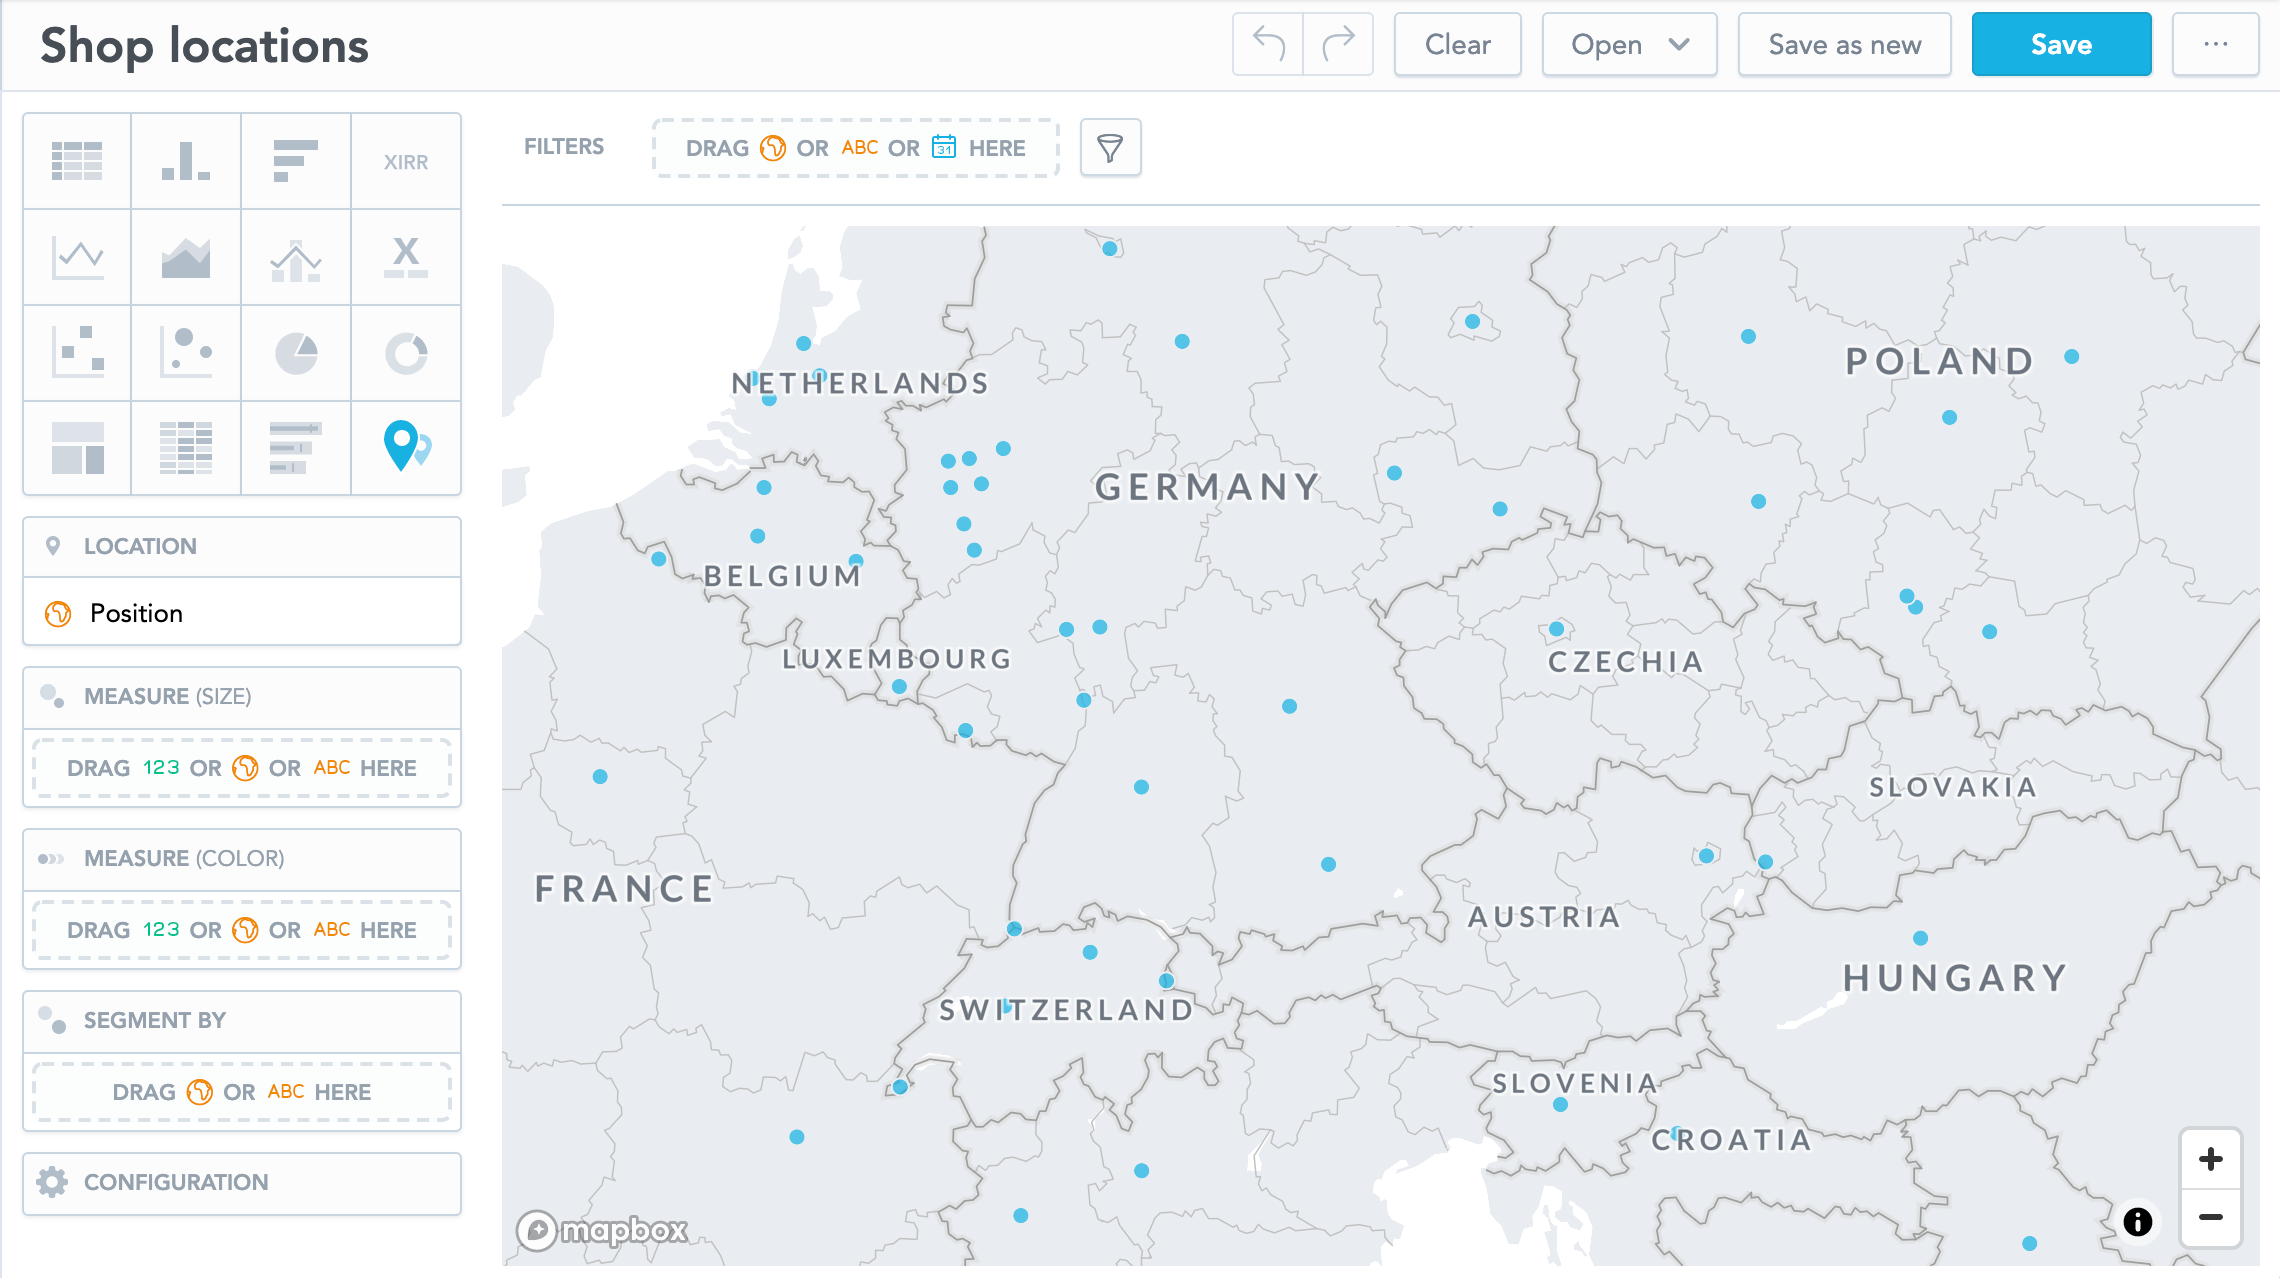 Shop locations
Clear
Open
Save as new
Save
...
XIRR
X
FILTERS
DRAG OR ABC OR 31 HERE
LOCATION
Position
MEASURE (SIZE)
DRAG 123 OR OR ABC HERE
MEASURE (COLOR)
DRAG 123 OR OR ABC HERE
SEGMENT BY
DRAG OR ABC HERE
CONFIGURATION
POLAND
NETHERLANDS
GERMANY
BELGIUM
LUXEMBOURG
CZECHIA
SLOVAKIA
FRANCE
AUSTRIA
HUNGARY
SWITZERLAND
SLOVENIA
CROATIA
mapbox
+
i
−